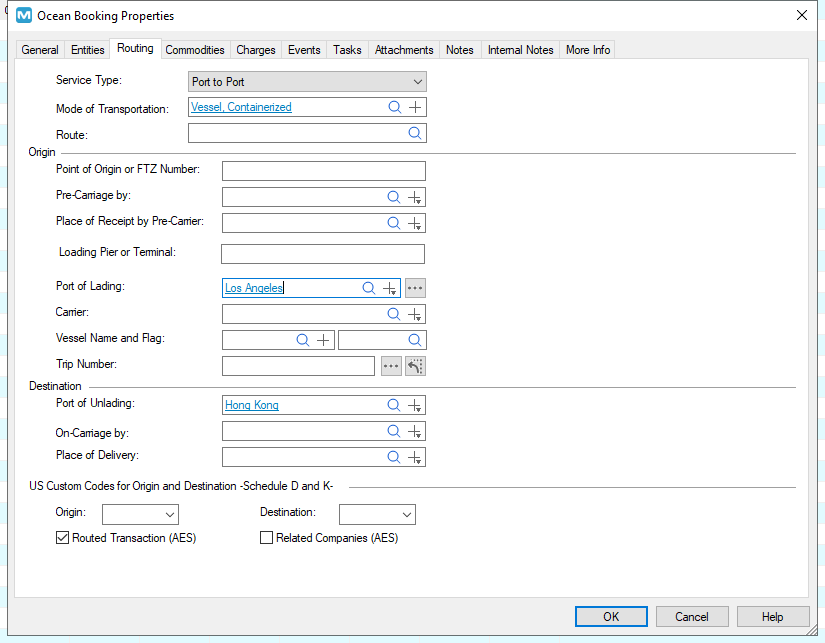 Ocean Booking Properties
General Entities Routing Commodities Charges Events Tasks Attachments Notes Internal Notes More Info
Service Type: Port to Port
Mode of Transportation: Vessel, Containerized
Route:
Origin
Point of Origin or FTZ Number:
Pre-Carriage by:
Place of Receipt by Pre-Carrier:
Loading Pier or Terminal:
Port of Lading: Los Angeles
Carrier:
Vessel Name and Flag:
Trip Number:
Destination
Port of Unlading: Hong Kong
On-Carriage by:
Place of Delivery:
US Custom Codes for Origin and Destination -Schedule D and K-
Origin: Destination:
Routed Transaction (AES) Related Companies (AES)
OK Cancel Help